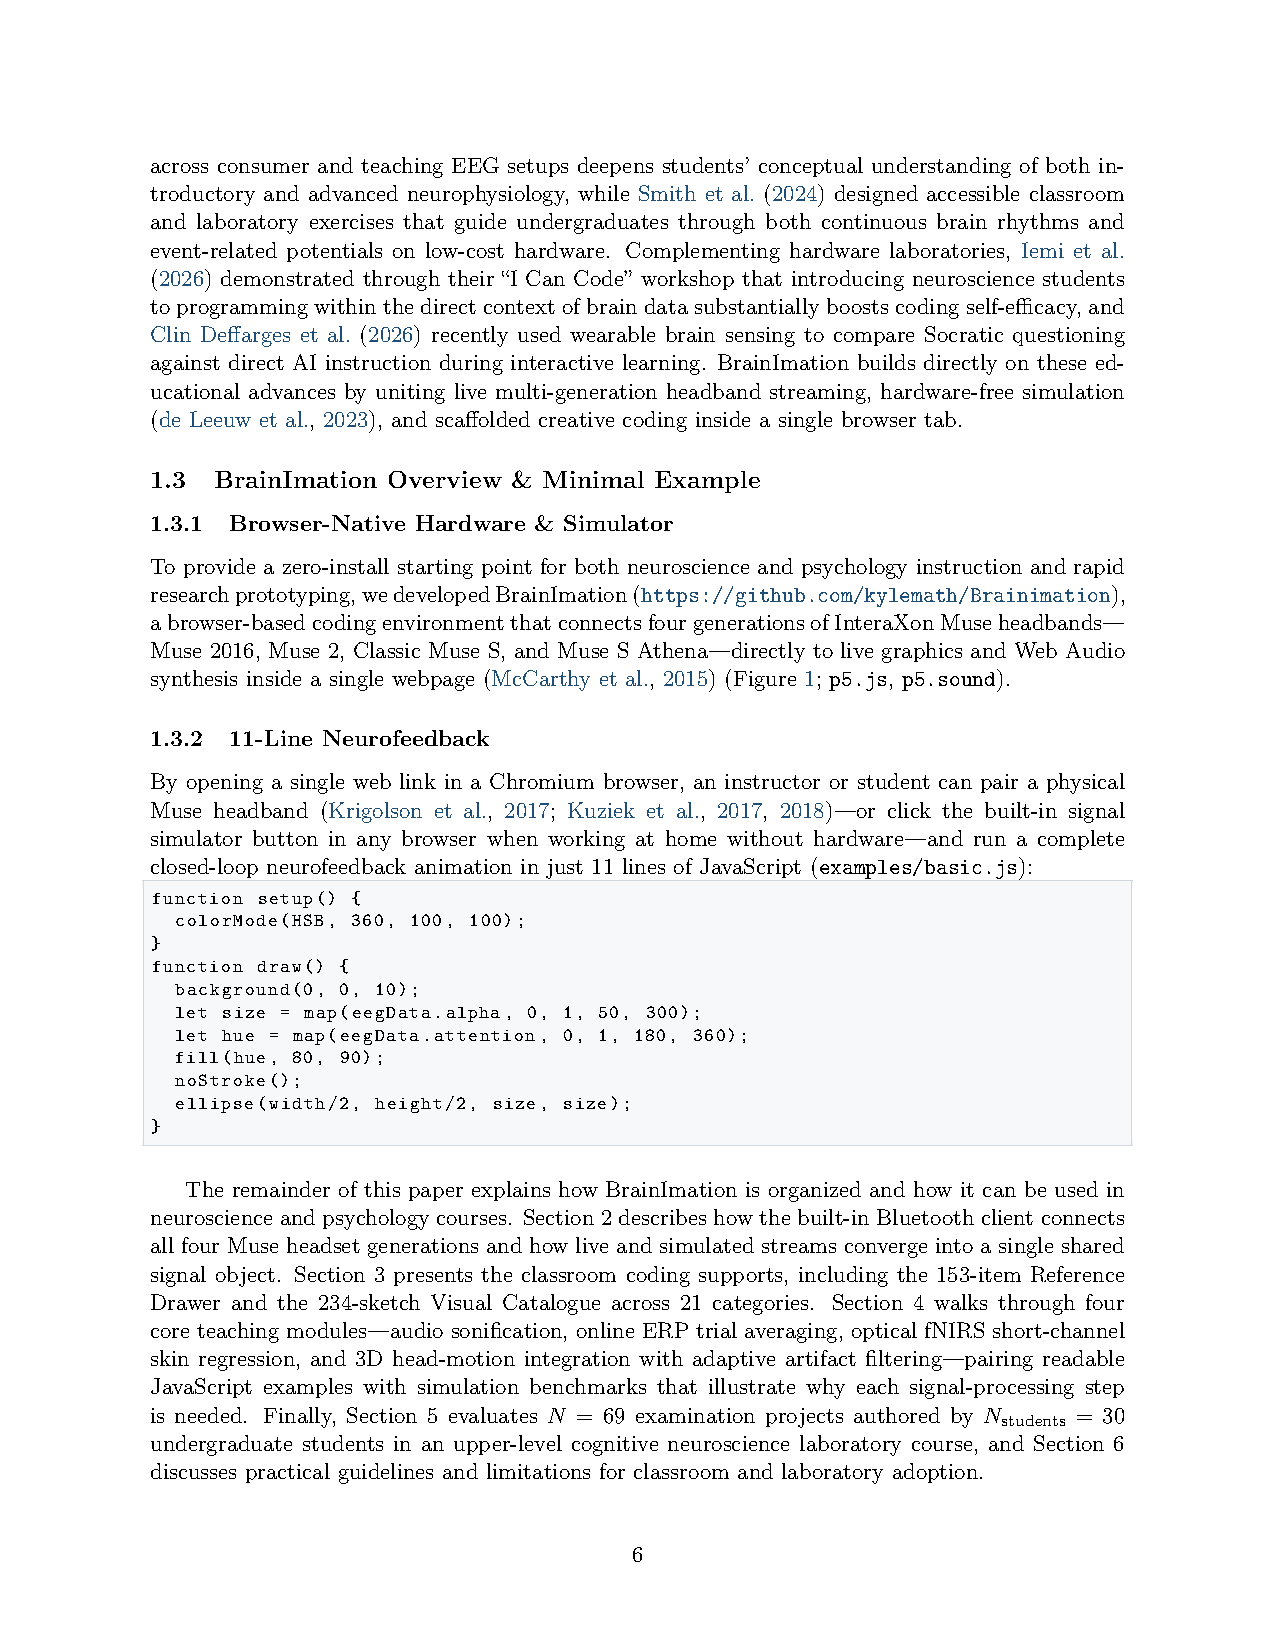 across consumer and teaching EEG setups deepens students’ conceptual understanding of both in-
troductory and advanced neurophysiology, while Smith et al. (2024) designed accessible classroom
and laboratory exercises that guide undergraduates through both continuous brain rhythms and
event-related potentials on low-cost hardware. Complementing hardware laboratories, Iemi et al.
(2026) demonstrated through their “I Can Code” workshop that introducing neuroscience students
to programming within the direct context of brain data substantially boosts coding self-efficacy, and
Clin Deffarges et al. (2026) recently used wearable brain sensing to compare Socratic questioning
against direct AI instruction during interactive learning. BrainImation builds directly on these ed-
ucational advances by uniting live multi-generation headband streaming, hardware-free simulation
(de Leeuw et al., 2023), and scaffolded creative coding inside a single browser tab.
1.3 BrainImation Overview & Minimal Example
1.3.1 Browser-Native Hardware & Simulator
To provide a zero-install starting point for both neuroscience and psychology instruction and rapid
research prototyping, we developed BrainImation (https://github.com/kylemath/Brainimation),
a browser-based coding environment that connects four generations of InteraXon Muse headbands—
Muse 2016, Muse 2, Classic Muse S, and Muse S Athena—directly to live graphics and Web Audio
synthesis inside a single webpage (McCarthy et al., 2015) (Figure 1; p5.js, p5.sound).
1.3.2 11-Line Neurofeedback
By opening a single web link in a Chromium browser, an instructor or student can pair a physical
Muse headband (Krigolson et al., 2017; Kuziek et al., 2017, 2018)—or click the built-in signal
simulator button in any browser when working at home without hardware—and run a complete
closed-loop neurofeedback animation in just 11 lines of JavaScript (examples/basic.js):
function setup() {
  colorMode(HSB, 360, 100, 100);
}
function draw() {
  background(0, 0, 10);
  let size = map(eegData.alpha, 0, 1, 50, 300);
  let hue = map(eegData.attention, 0, 1, 180, 360);
  fill(hue, 80, 90);
  noStroke();
  ellipse(width/2, height/2, size, size);
}
The remainder of this paper explains how BrainImation is organized and how it can be used in
neuroscience and psychology courses. Section 2 describes how the built-in Bluetooth client connects
all four Muse headset generations and how live and simulated streams converge into a single shared
signal object. Section 3 presents the classroom coding supports, including the 153-item Reference
Drawer and the 234-sketch Visual Catalogue across 21 categories. Section 4 walks through four
core teaching modules—audio sonification, online ERP trial averaging, optical fNIRS short-channel
skin regression, and 3D head-motion integration with adaptive artifact filtering—pairing readable
JavaScript examples with simulation benchmarks that illustrate why each signal-processing step
is needed. Finally, Section 5 evaluates N = 69 examination projects authored by Nstudents = 30
undergraduate students in an upper-level cognitive neuroscience laboratory course, and Section 6
discusses practical guidelines and limitations for classroom and laboratory adoption.
6